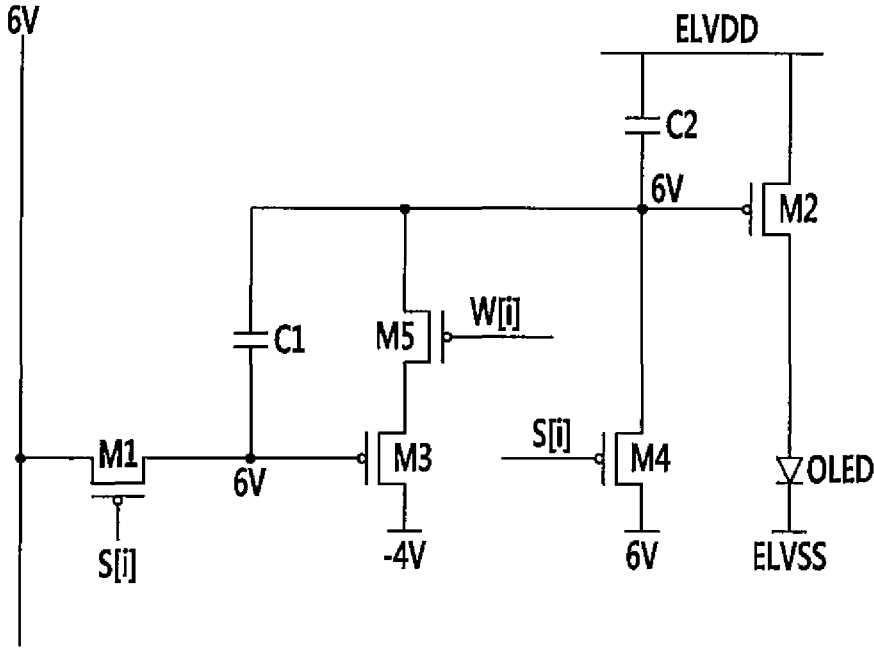 6V
ELVDD
C2
6V
M2
W[i]
M5
C1
S[i]
M1
M3
M4
OLED
6V
S[i]
-4V
6V
ELVSS